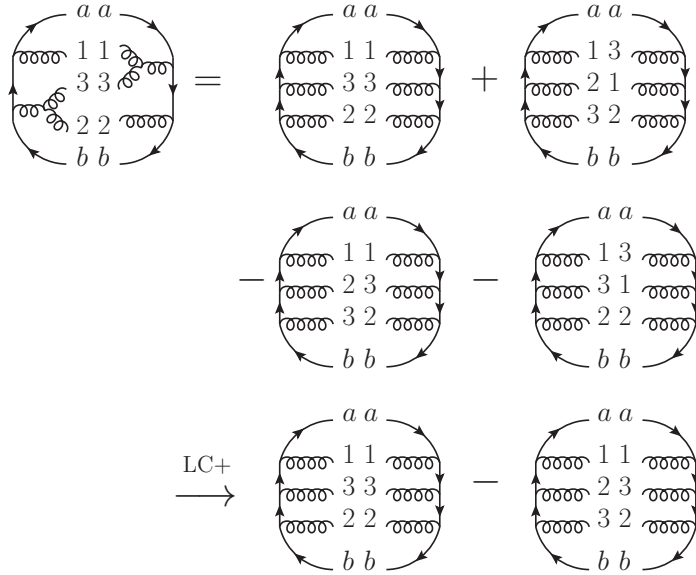 a a a a a a
1 1 1 1 1 3
3 3 = 3 3 + 2 1
2 2 2 2 3 2
b b b b b b
a a a a
1 1 1 3
− 2 3 − 3 1
3 2 2 2
b b b b
a a a a
LC+ 1 1 1 1
⟶ 3 3 − 2 3
2 2 3 2
b b b b